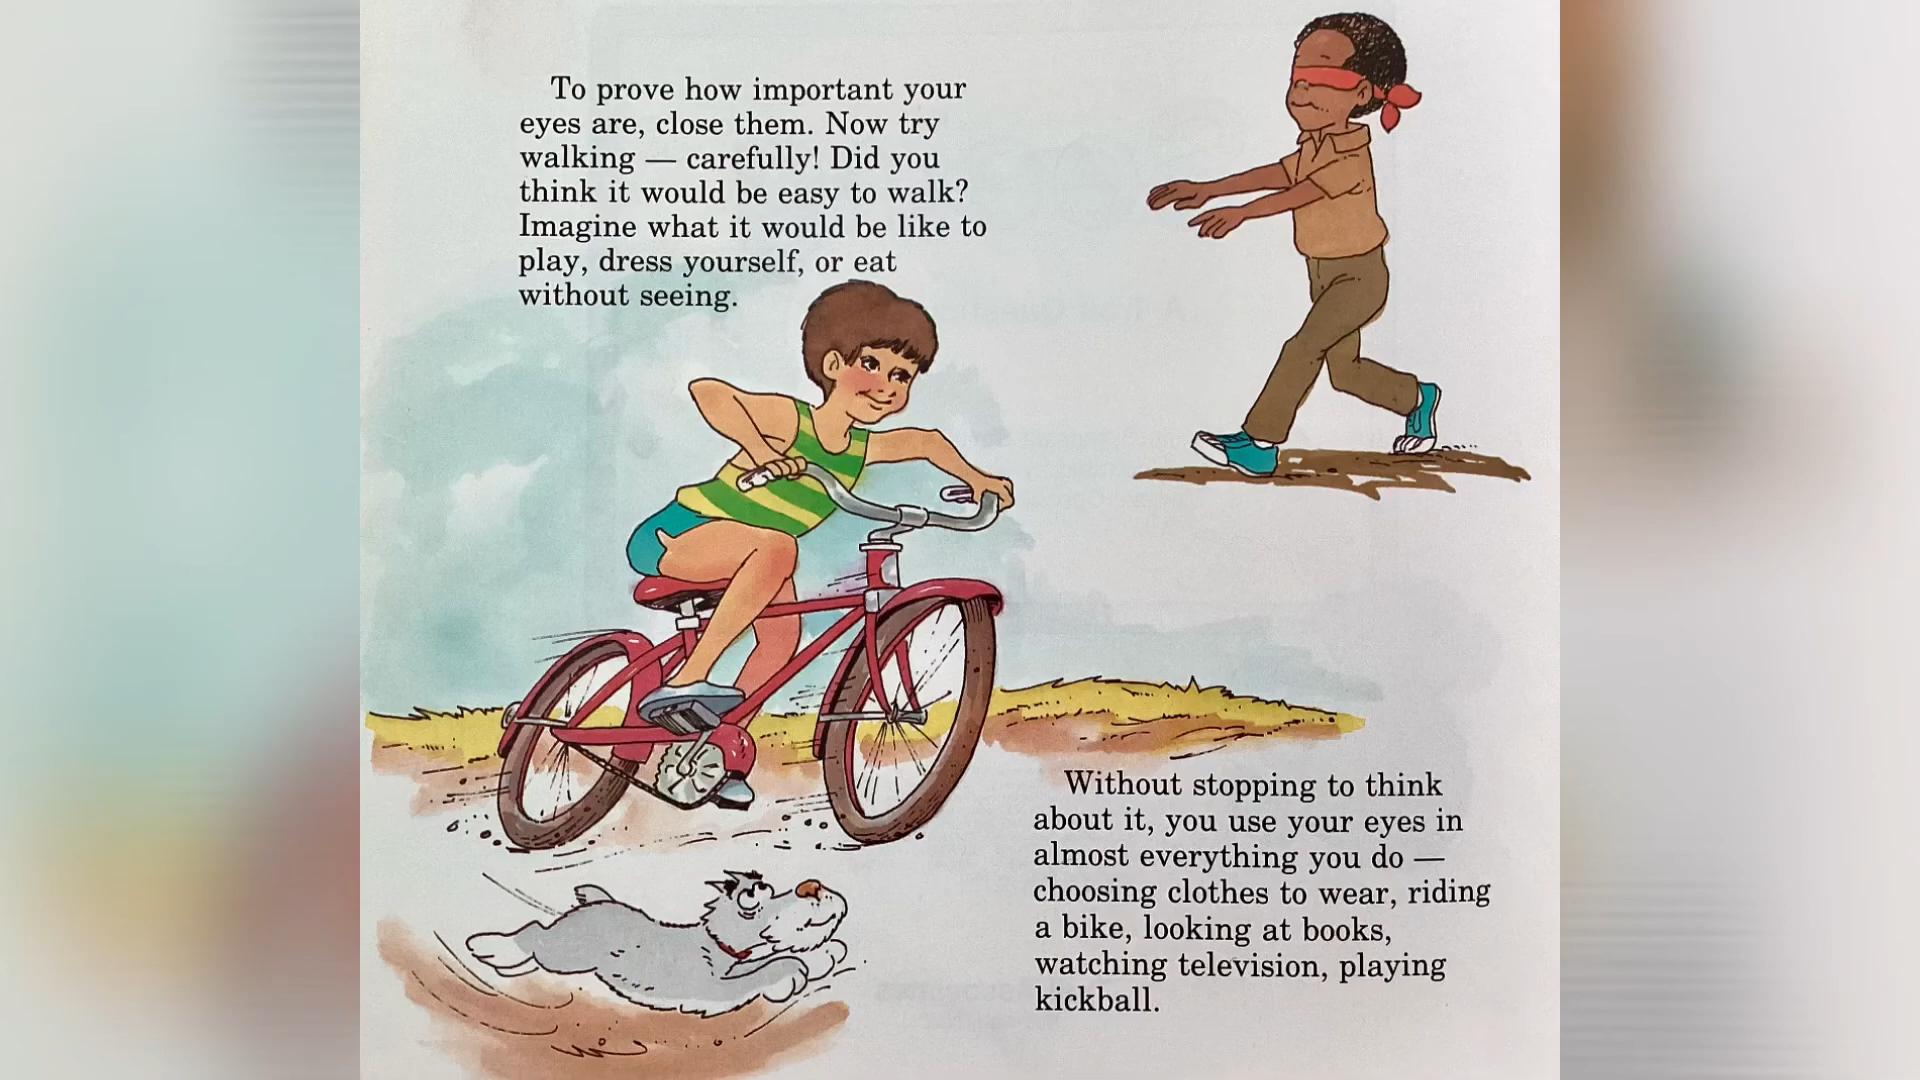 To prove how important your
eyes are, close them. Now try
walking — carefully! Did you
think it would be easy to walk?
Imagine what it would be like to
play, dress yourself, or eat
without seeing.
Without stopping to think
about it, you use your eyes in
almost everything you do —
choosing clothes to wear, riding
a bike, looking at books,
watching television, playing
kickball.